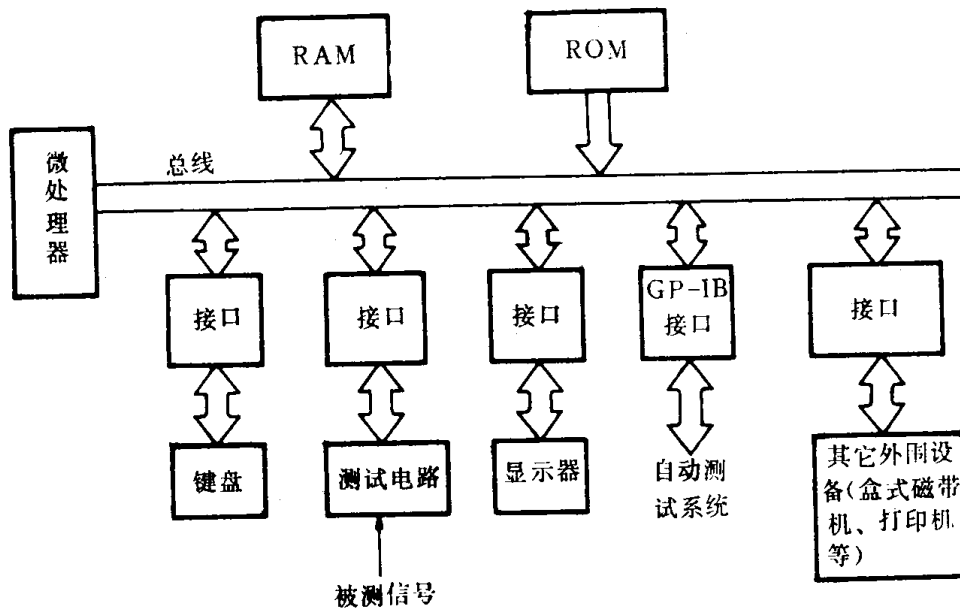 RAM
ROM
微处理器
总线
接口
接口
接口
GP-IB
接口
接口
键盘
测试电路
显示器
自动测
试系统
其它外围设
备(盒式磁带
机、打印机
等)
被测信号